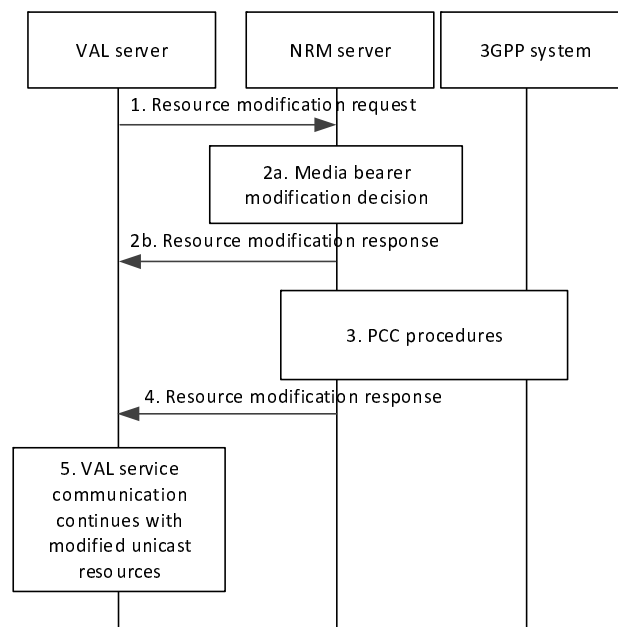 VAL server
NRM server
3GPP system
1. Resource modification request
2a. Media bearer
modification decision
2b. Resource modification response
3. PCC procedures
4. Resource modification response
5. VAL service
communication
continues with
modified unicast
resources